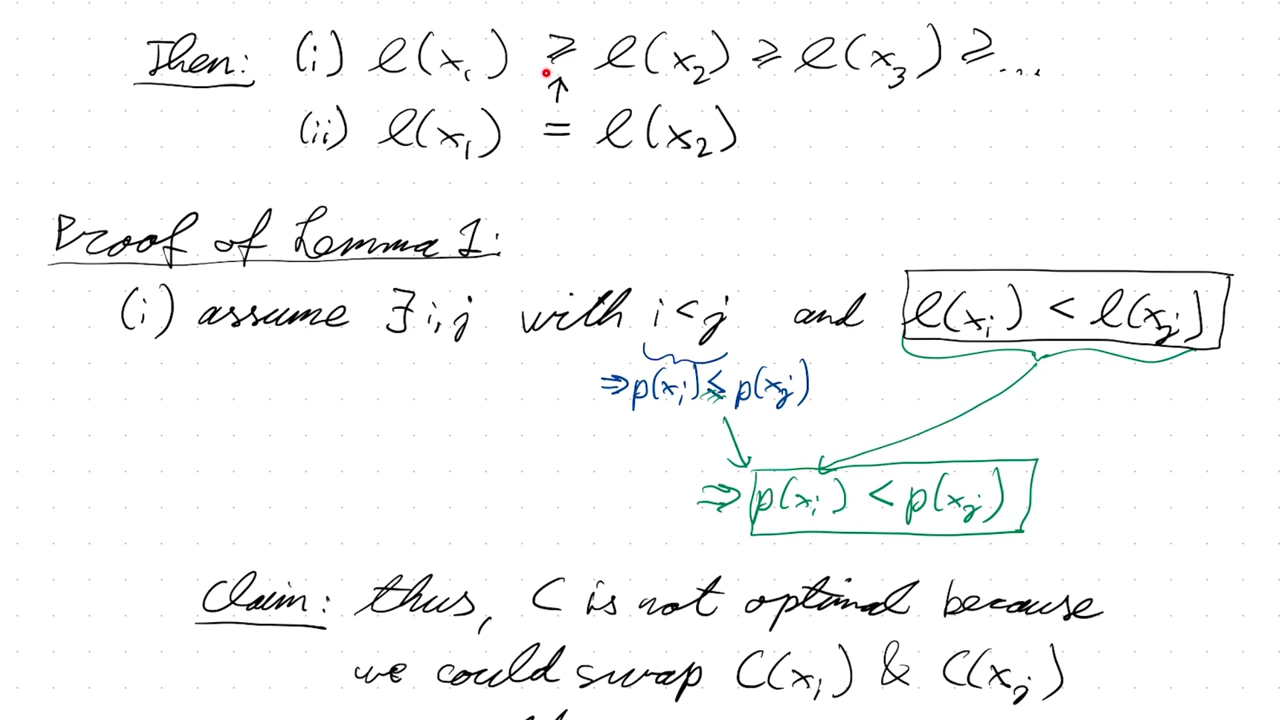 Then: (i) ℓ(x₁) ⩾ ℓ(x₂) ⩾ ℓ(x₃) ⩾ ...
↑
(ii) ℓ(x₁) = ℓ(x₂)
Proof of Lemma 1:
(i) assume ∃ i,j with i < j and ℓ(xᵢ) < ℓ(xⱼ)
⇒ p(xᵢ) ≤ p(xⱼ)
⇒ p(xᵢ) < p(xⱼ)
Claim: thus, C is not optimal because
we could swap C(xᵢ) & C(xⱼ)